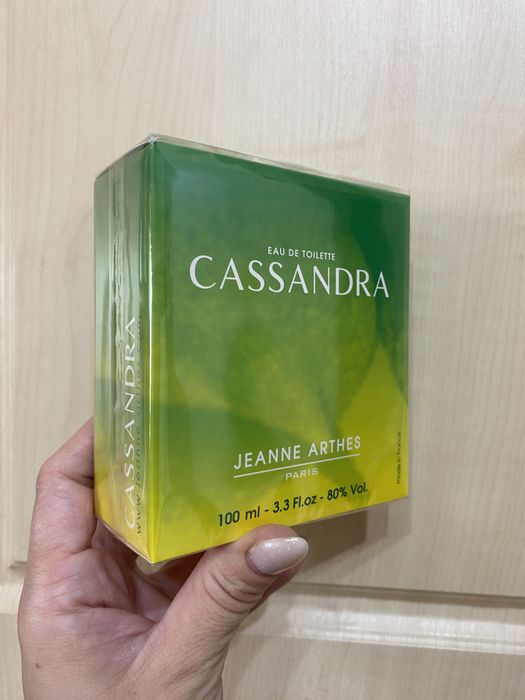 EAU DE TOILETTE
CASSANDRA
JEANNE ARTHES
PARIS
100 ml - 3.3 Fl.oz - 80% Vol.
made in France
CASSANDRA